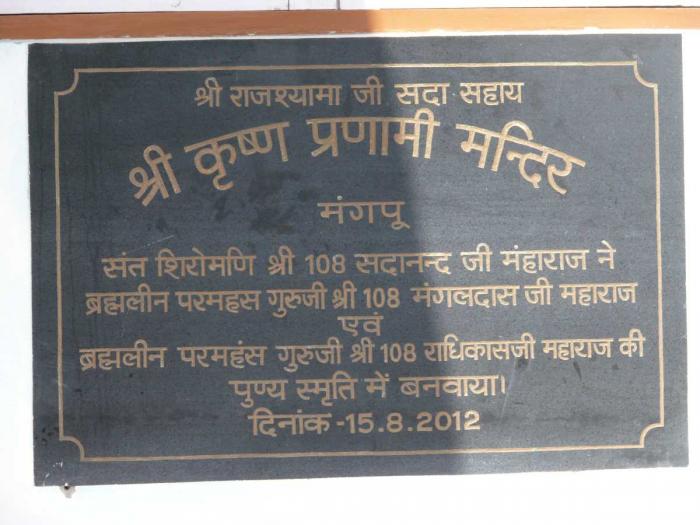 श्री राजश्यामा जी सदा सहाय
श्री कृष्ण प्रणामी मन्दिर
मंगपू
संत शिरोमणि श्री 108 सदानन्द जी मंहाराज ने
ब्रह्मलीन परमहस गुरुजी श्री 108 मंगलदास जी महाराज
एवं
ब्रह्मलीन परमहंस गुरुजी श्री 108 राधिकासजी महाराज की
पुण्य स्मृति में बनवाया।
दिनांक -15.8.2012